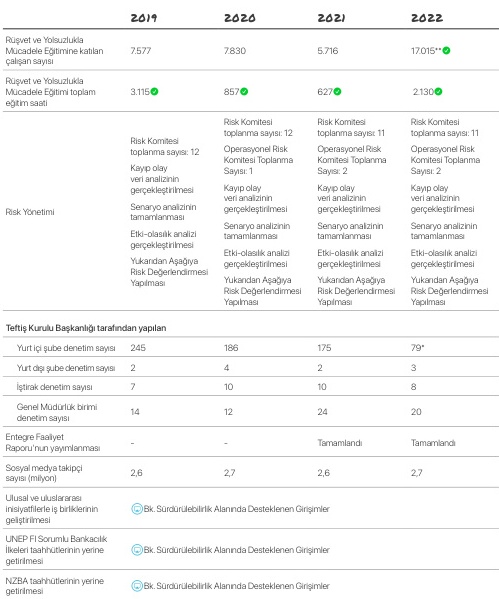 2019 2020 2021 2022
Rüşvet ve Yolsuzlukla
Mücadele Eğitimine katılan
çalışan sayısı
7.577 7.830 5.716 17.015**
Rüşvet ve Yolsuzlukla
Mücadele Eğitimi toplam
eğitim saati
3.115 857 627 2.130
Risk Yönetimi
Risk Komitesi
toplanma sayısı: 12
Kayıp olay
veri analizinin
gerçekleştirilmesi
Senaryo analizinin
tamamlanması
Etki-olasılık analizi
gerçekleştirilmesi
Yukarıdan Aşağıya
Risk Değerlendirmesi
Yapılması
Risk Komitesi
toplanma sayısı: 12
Operasyonel Risk
Komitesi Toplanma
Sayısı: 1
Kayıp olay
veri analizinin
gerçekleştirilmesi
Senaryo analizinin
tamamlanması
Etki-olasılık analizi
gerçekleştirilmesi
Yukarıdan Aşağıya
Risk Değerlendirmesi
Yapılması
Risk Komitesi
toplanma sayısı: 11
Operasyonel Risk
Komitesi Toplanma
Sayısı: 2
Kayıp olay
veri analizinin
gerçekleştirilmesi
Senaryo analizinin
tamamlanması
Etki-olasılık analizi
gerçekleştirilmesi
Yukarıdan Aşağıya
Risk Değerlendirmesi
Yapılması
Risk Komitesi
toplanma sayısı: 11
Operasyonel Risk
Komitesi Toplanma
Sayısı: 2
Kayıp olay
veri analizinin
gerçekleştirilmesi
Senaryo analizinin
tamamlanması
Etki-olasılık analizi
gerçekleştirilmesi
Yukarıdan Aşağıya
Risk Değerlendirmesi
Yapılması
Teftiş Kurulu Başkanlığı tarafından yapılan
Yurt içi şube denetim sayısı 245 186 175 79*
Yurt dışı şube denetim sayısı 2 4 2 3
İştirak denetim sayısı 7 10 10 8
Genel Müdürlük birimi
denetim sayısı
14 12 24 20
Entegre Faaliyet
Raporu'nun yayımlanması
- - Tamamlandı Tamamlandı
Sosyal medya takipçi
sayısı (milyon)
2,6 2,7 2,6 2,7
Ulusal ve uluslararası
inisiyatiflerle iş birliklerinin
geliştirilmesi
Bk. Sürdürülebilirlik Alanında Desteklenen Girişimler
UNEP FI Sorumlu Bankacılık
İlkeleri taahhütlerinin yerine
getirilmesi
Bk. Sürdürülebilirlik Alanında Desteklenen Girişimler
NZBA taahhütlerinin yerine
getirilmesi
Bk. Sürdürülebilirlik Alanında Desteklenen Girişimler